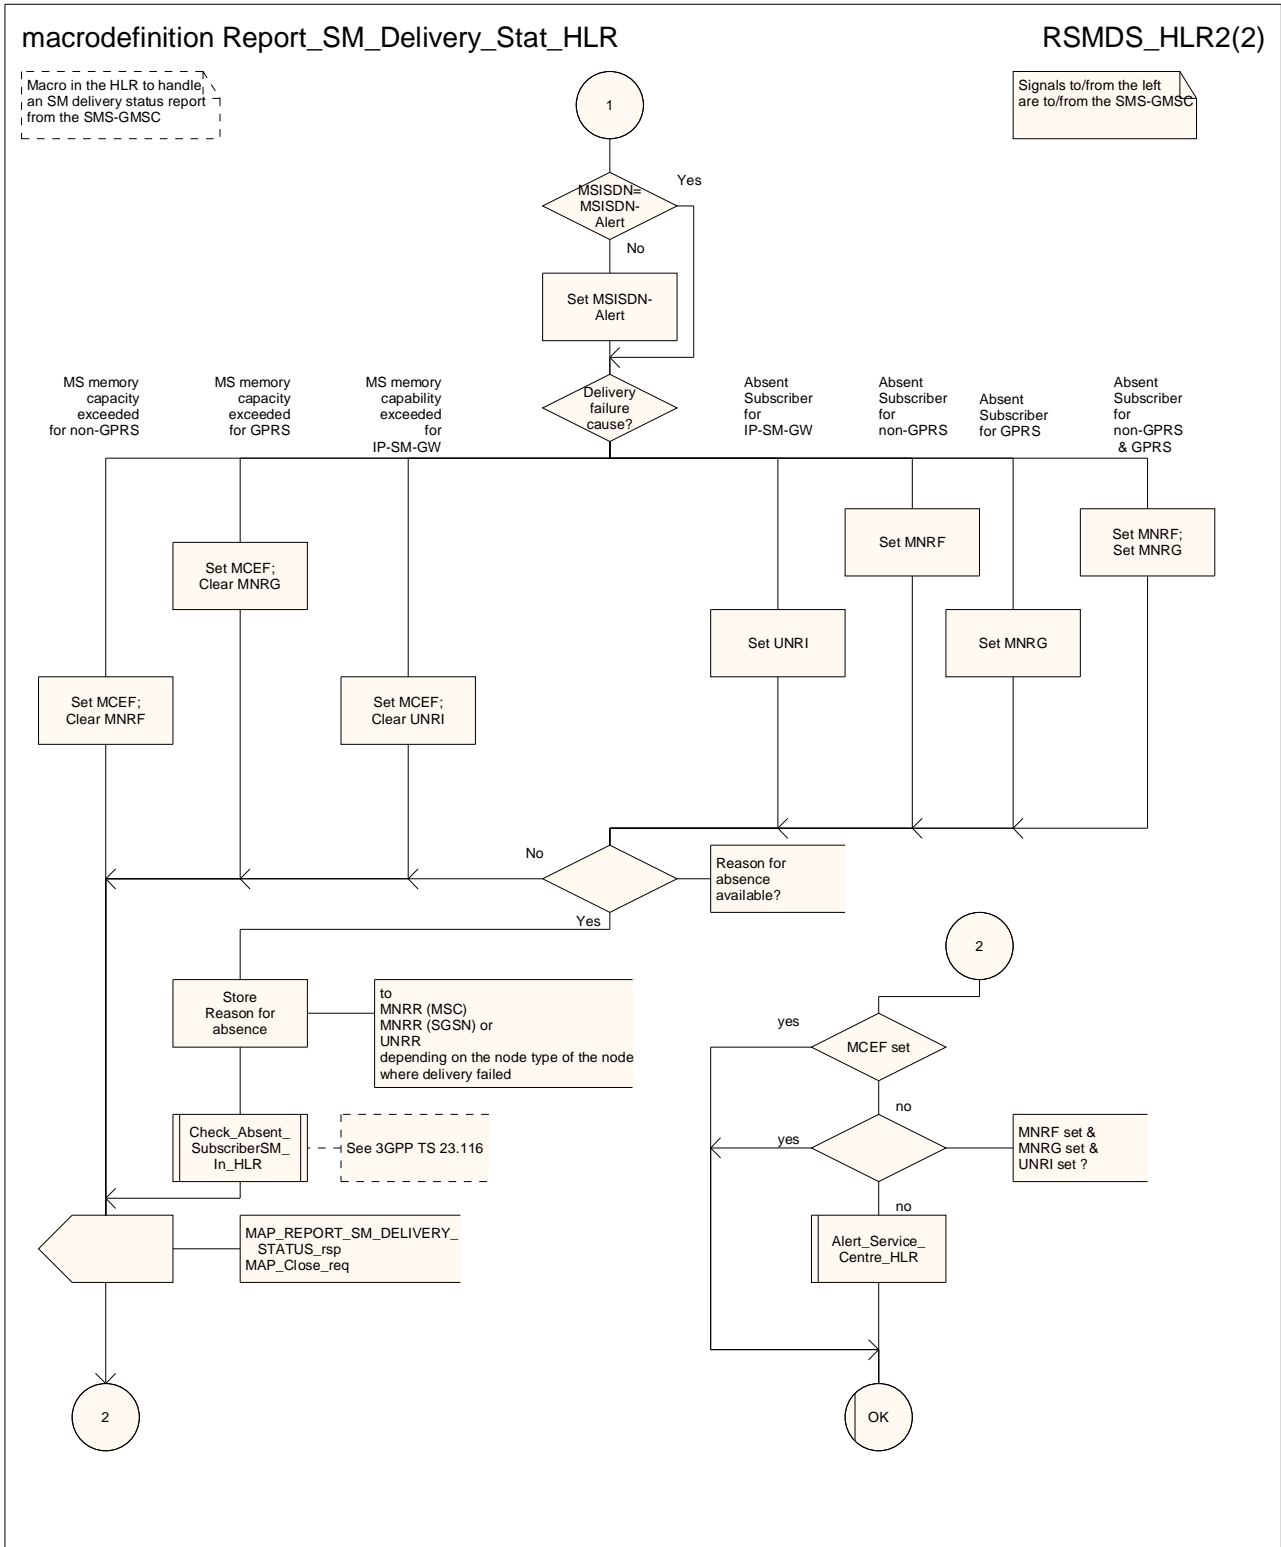 macrodefinition Report_SM_Delivery_Stat_HLR
RSMDS_HLR2(2)
Macro in the HLR to handle
an SM delivery status report
from the SMS-GMSC
Signals to/from the left
are to/from the SMS-GMSC
1
MSISDN=
MSISDN-
Alert
Yes
No
Set MSISDN-
Alert
Delivery
failure
cause?
MS memory
capacity
exceeded
for non-GPRS
MS memory
capacity
exceeded
for GPRS
MS memory
capability
exceeded
for
IP-SM-GW
Absent
Subscriber
for
IP-SM-GW
Absent
Subscriber
for
non-GPRS
Absent
Subscriber
for GPRS
Absent
Subscriber
for
non-GPRS
& GPRS
Set MNRF
Set MNRF;
Set MNRG
Set MCEF;
Clear MNRG
Set UNRI
Set MNRG
Set MCEF;
Clear MNRF
Set MCEF;
Clear UNRI
No
Reason for
absence
available?
Yes
Store
Reason for
absence
to
MNRR (MSC)
MNRR (SGSN) or
UNRR
depending on the node type of the node
where delivery failed
Check_Absent_
SubscriberSM_
In_HLR
See 3GPP TS 23.116
MAP_REPORT_SM_DELIVERY_
STATUS_rsp
MAP_Close_req
2
2
yes
MCEF set
no
yes
MNRF set &
MNRG set &
UNRI set ?
no
Alert_Service_
Centre_HLR
OK